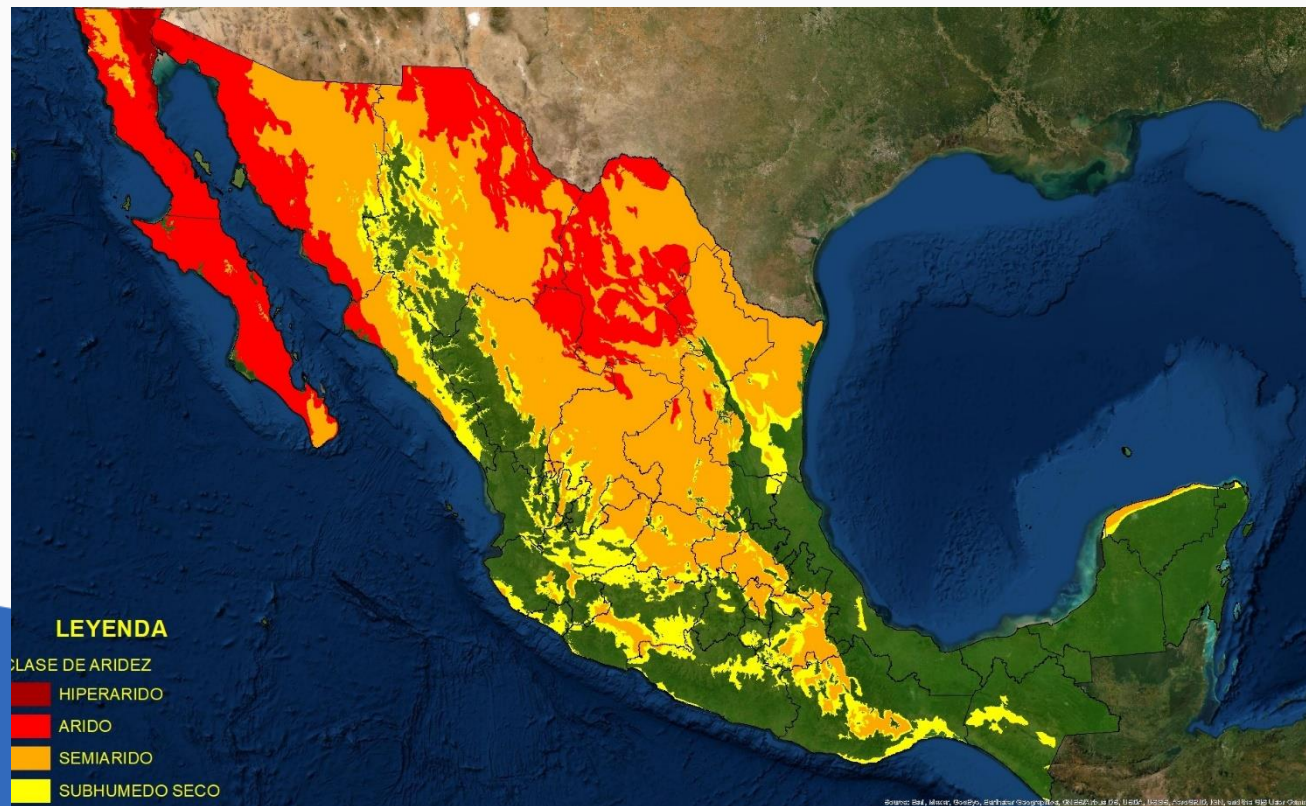 LEYENDA
CLASE DE ARIDEZ
HIPERARIDO
ARIDO
SEMIARIDO
SUBHUMEDO SECO